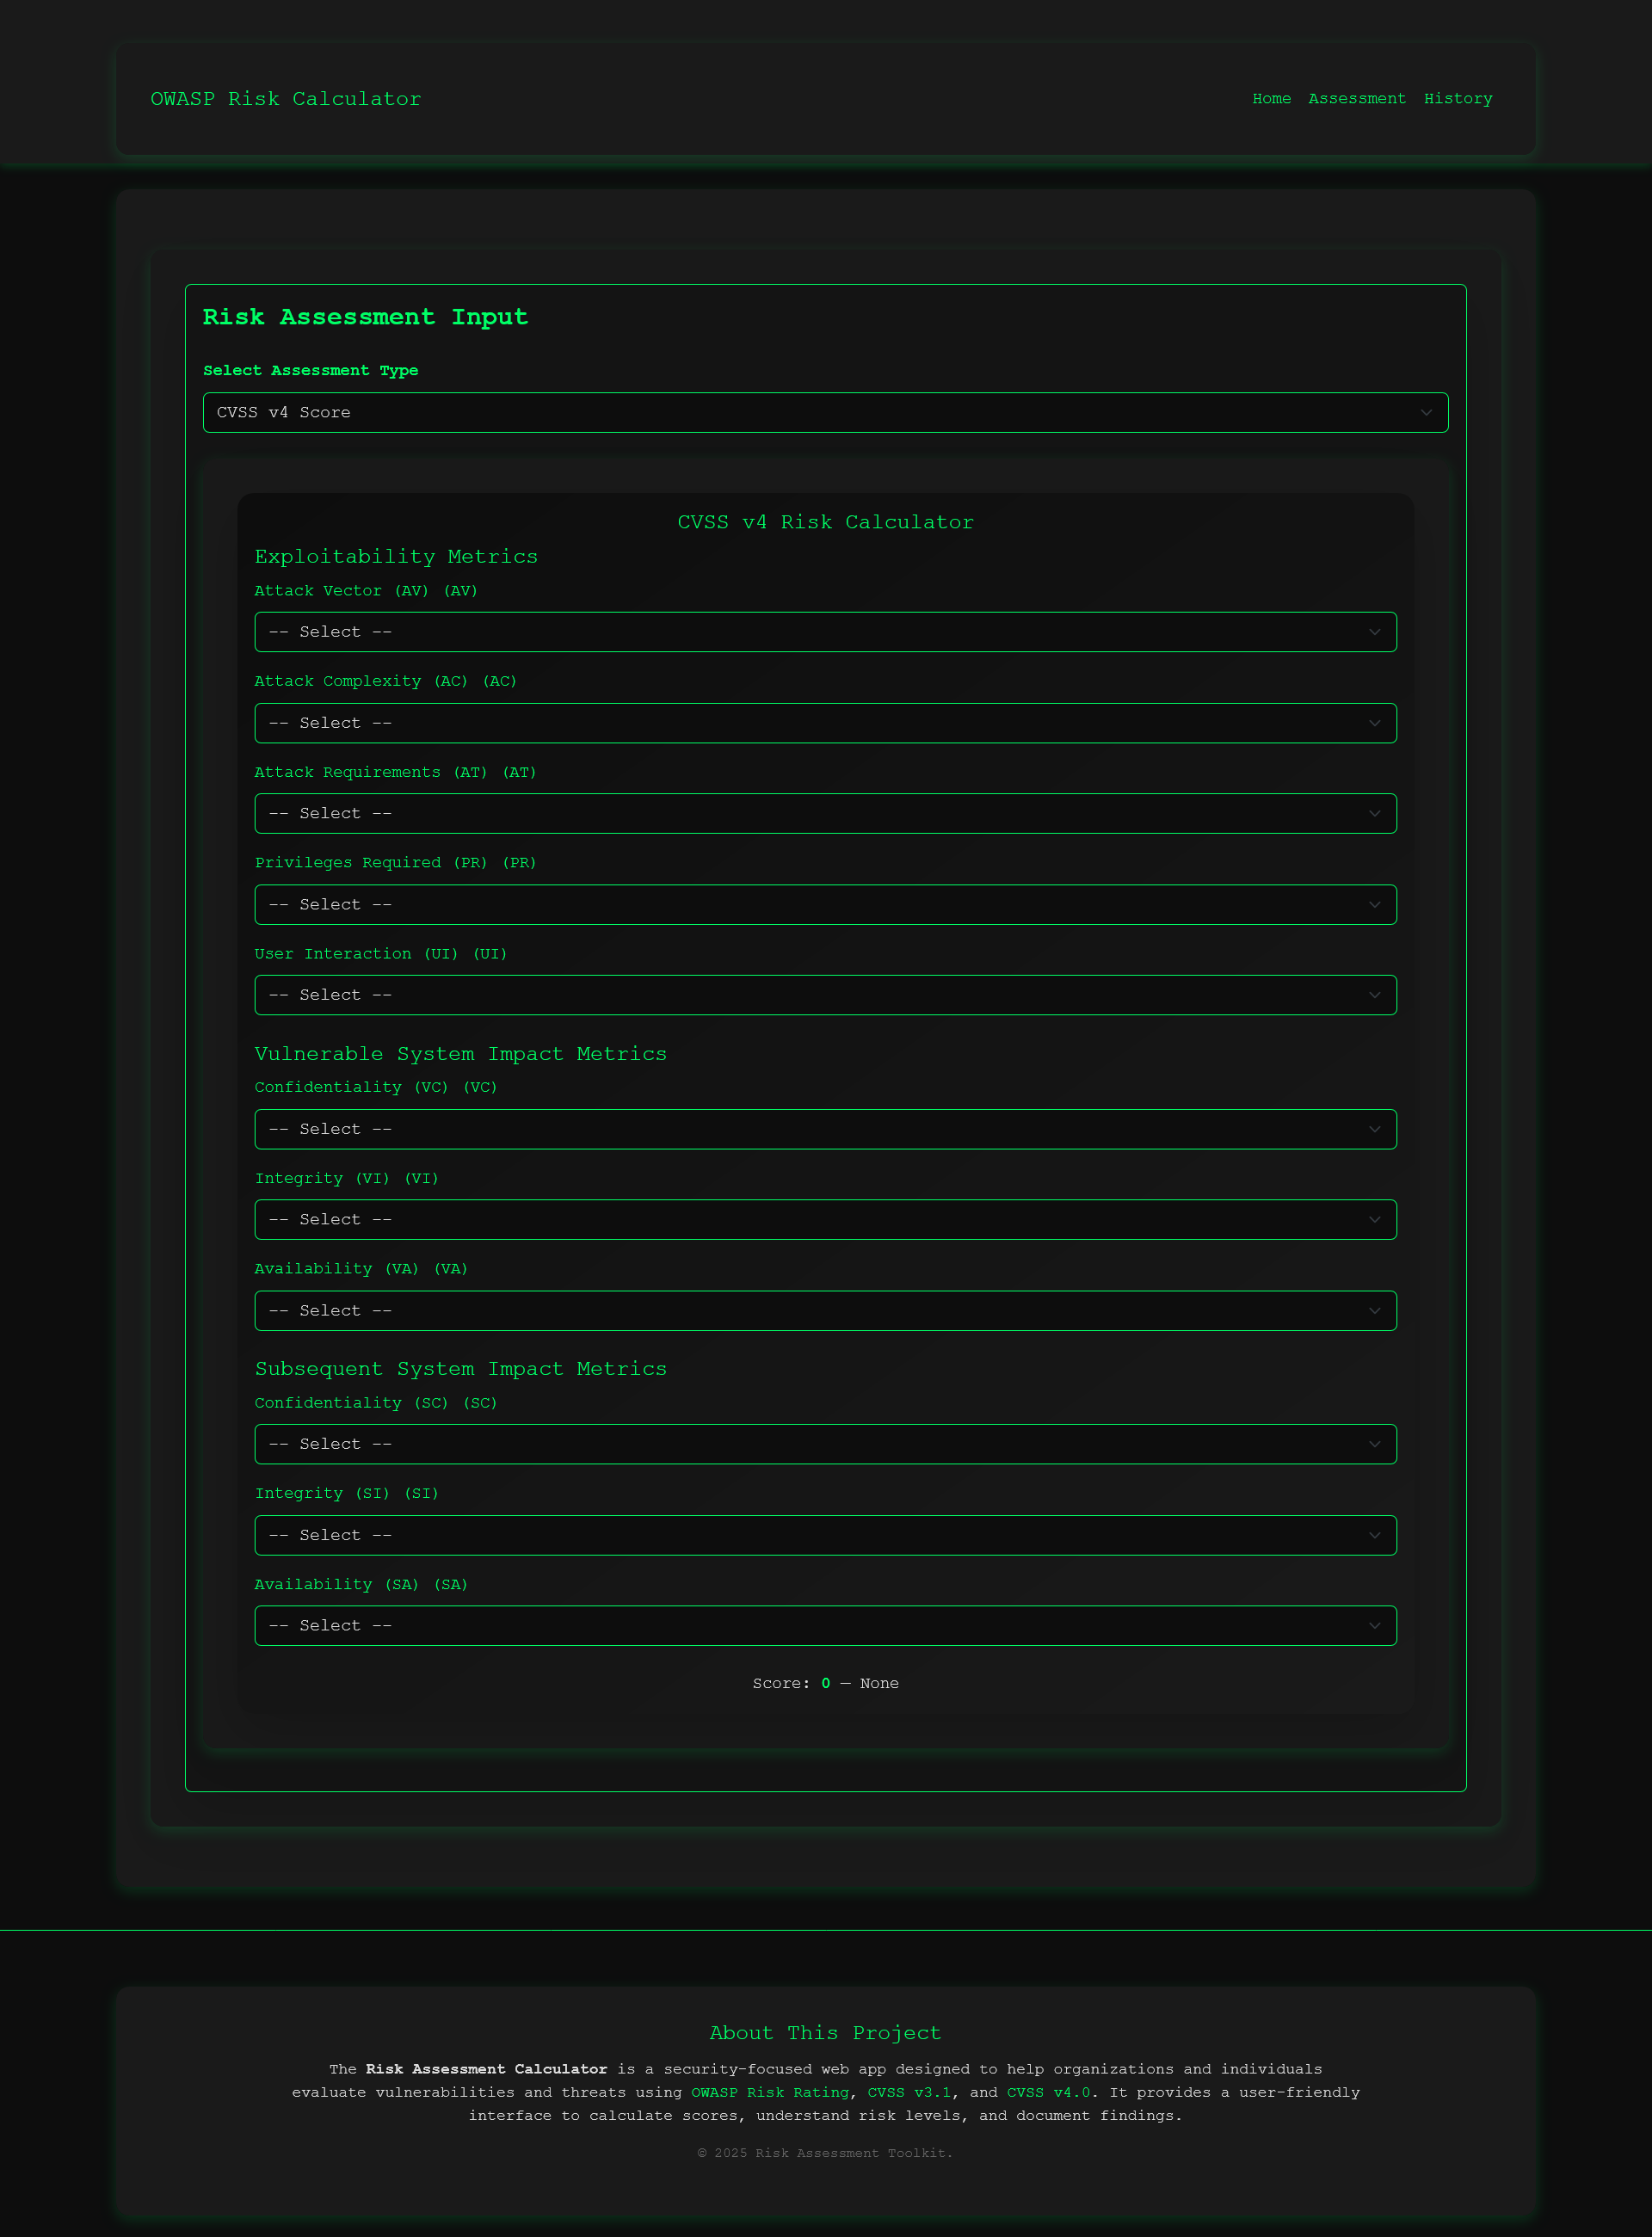 OWASP Risk Calculator
Home Assessment History
Risk Assessment Input
Select Assessment Type
CVSS v4 Score
CVSS v4 Risk Calculator
Exploitability Metrics
Attack Vector (AV) (AV)
-- Select --
Attack Complexity (AC) (AC)
-- Select --
Attack Requirements (AT) (AT)
-- Select --
Privileges Required (PR) (PR)
-- Select --
User Interaction (UI) (UI)
-- Select --
Vulnerable System Impact Metrics
Confidentiality (VC) (VC)
-- Select --
Integrity (VI) (VI)
-- Select --
Availability (VA) (VA)
-- Select --
Subsequent System Impact Metrics
Confidentiality (SC) (SC)
-- Select --
Integrity (SI) (SI)
-- Select --
Availability (SA) (SA)
-- Select --
Score: 0 — None
About This Project
The Risk Assessment Calculator is a security-focused web app designed to help organizations and individuals
evaluate vulnerabilities and threats using OWASP Risk Rating, CVSS v3.1, and CVSS v4.0. It provides a user-friendly
interface to calculate scores, understand risk levels, and document findings.
© 2025 Risk Assessment Toolkit.